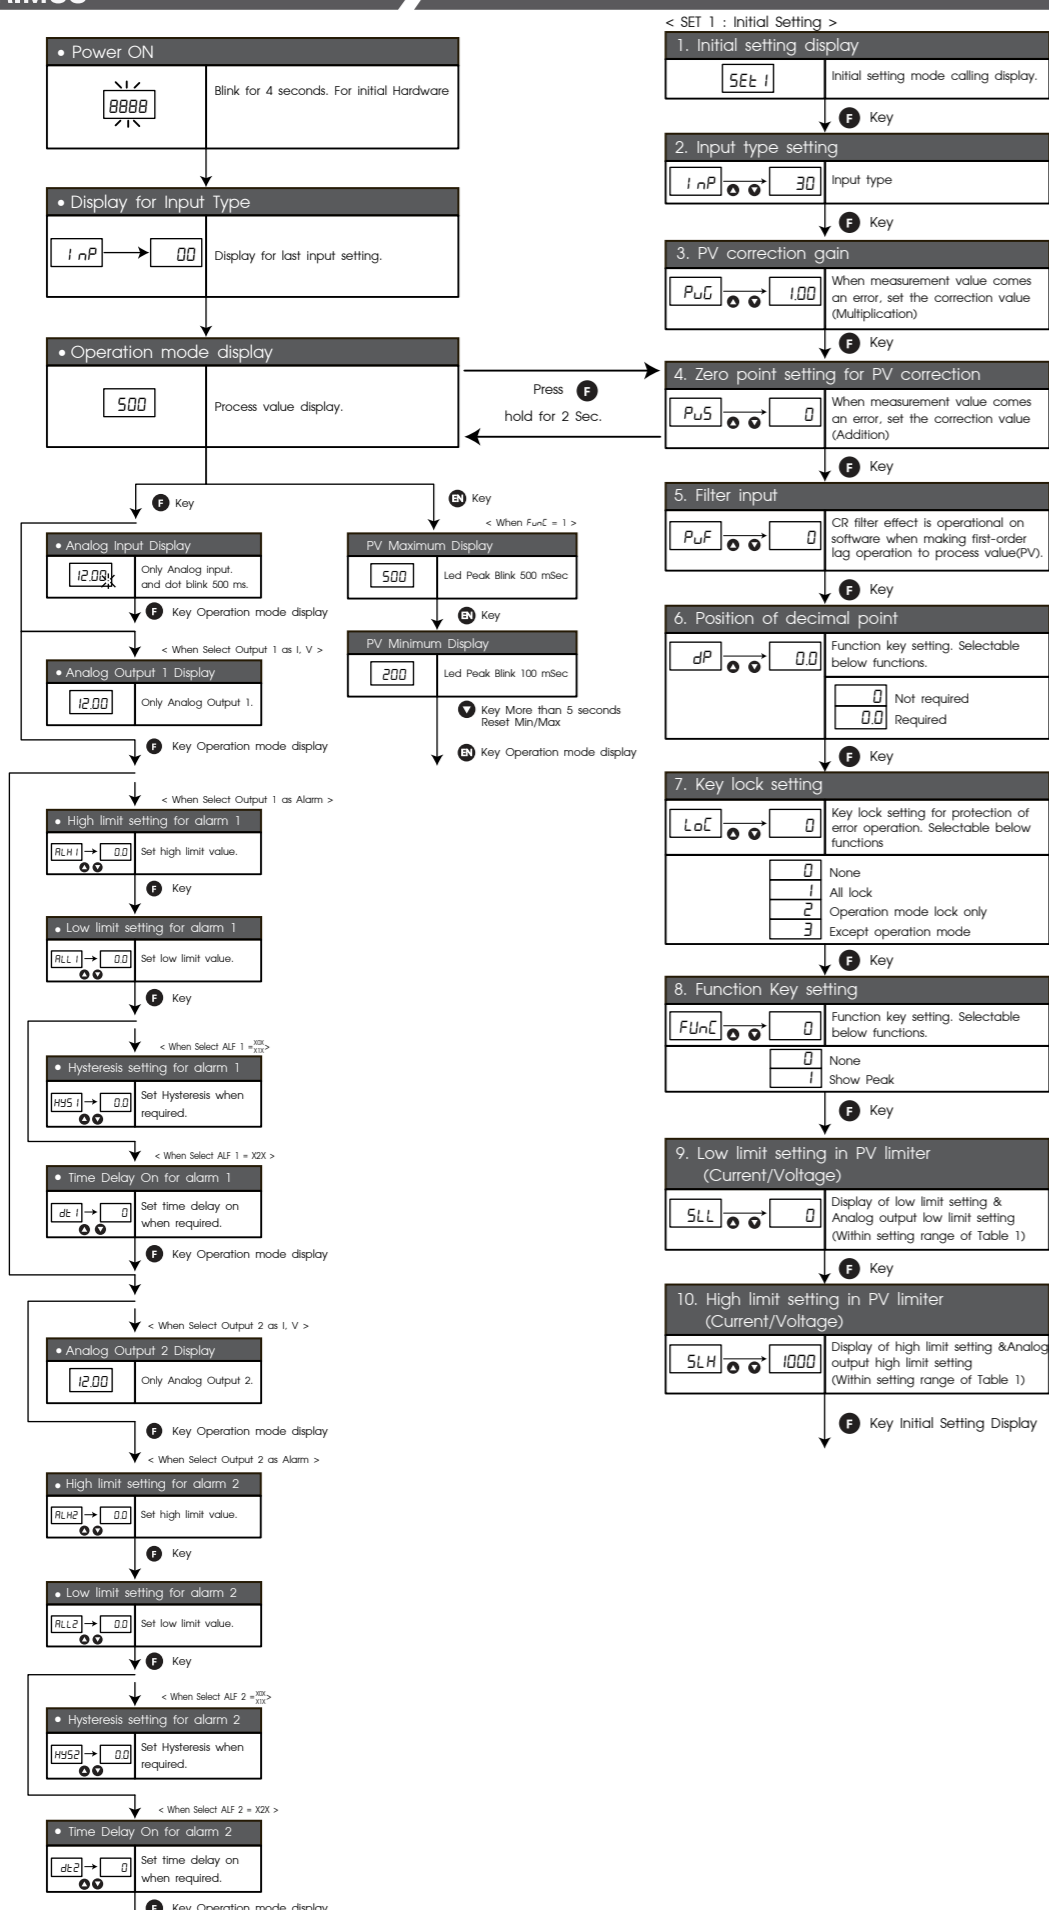 • Power ON
8888
Blink for 4 seconds. For initial Hardware
• Display for Input Type
InP
00
Display for last input setting.
• Operation mode display
500
Process value display.
Press F
hold for 2 Sec.
F Key
• Analog Input Display
12.00
Only Analog input.
and dot blink 500 ms.
F Key Operation mode display
< When Select Output 1 as I, V >
• Analog Output 1 Display
12.00
Only Analog Output 1.
F Key Operation mode display
EN Key
< When FunC = 1 >
PV Maximum Display
500
Led Peak Blink 500 mSec
EN Key
PV Minimum Display
200
Led Peak Blink 100 mSec
Key More than 5 seconds
Reset Min/Max
EN Key Operation mode display
< When Select Output 1 as Alarm >
• High limit setting for alarm 1
ALH1
0.0
Set high limit value.
F Key
• Low limit setting for alarm 1
ALL1
0.0
Set low limit value.
F Key
< When Select ALF 1 = X0X X1X >
• Hysteresis setting for alarm 1
HYS1
0.0
Set Hysteresis when
required.
< When Select ALF 1 = X2X >
• Time Delay On for alarm 1
dt1
0
Set time delay on
when required.
F Key Operation mode display
< When Select Output 2 as I, V >
• Analog Output 2 Display
12.00
Only Analog Output 2.
F Key Operation mode display
< When Select Output 2 as Alarm >
• High limit setting for alarm 2
ALH2
0.0
Set high limit value.
F Key
• Low limit setting for alarm 2
ALL2
0.0
Set low limit value.
F Key
< When Select ALF 2 = X0X X1X >
• Hysteresis setting for alarm 2
HYS2
0.0
Set Hysteresis when
required.
< When Select ALF 2 = X2X >
• Time Delay On for alarm 2
dt2
0
Set time delay on
when required.
F Key Operation mode display
< SET 1 : Initial Setting >
1. Initial setting display
SEt1
Initial setting mode calling display.
F Key
2. Input type setting
InP
30
Input type
F Key
3. PV correction gain
PvG
1.00
When measurement value comes
an error, set the correction value
(Multiplication)
F Key
4. Zero point setting for PV correction
PvS
0
When measurement value comes
an error, set the correction value
(Addition)
F Key
5. Filter input
PvF
0
CR filter effect is operational on
software when making first-order
lag operation to process value(PV).
F Key
6. Position of decimal point
dP
0.0
Function key setting. Selectable
below functions.
0 Not required
0.0 Required
F Key
7. Key lock setting
LoC
0
Key lock setting for protection of
error operation. Selectable below
functions
0 None
1 All lock
2 Operation mode lock only
3 Except operation mode
F Key
8. Function Key setting
FUnC
0
Function key setting. Selectable
below functions.
0 None
1 Show Peak
F Key
9. Low limit setting in PV limiter
(Current/Voltage)
SLL
0
Display of low limit setting &
Analog output low limit setting
(Within setting range of Table 1)
F Key
10. High limit setting in PV limiter
(Current/Voltage)
SLH
1000
Display of high limit setting &Analog
output high limit setting
(Within setting range of Table 1)
F Key Initial Setting Display